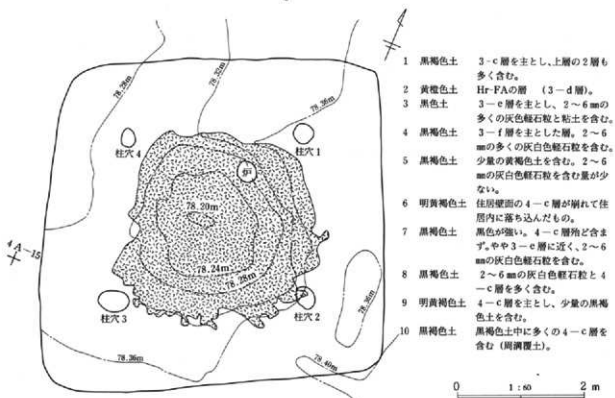 78.28m
78.32m
78.36m
柱穴4
柱穴1
炉
78.20m
78.24m
78.28m
4A-15
柱穴3
柱穴2
78.36m
78.36m
78.40m
1 黒褐色土 3-c層を主とし、上層の2層も
多く含む。
2 黄橙色土 Hr-FAの層 (3-d層)。
3 黒色土 3-e層を主とし、2~6㎜の
多くの灰色軽石粒と粘土を含む。
4 黒褐色土 3-f層を主とした層。2~6
㎜の多くの灰白色軽石粒を含む。
5 黒褐色土 少量の黄褐色土を含む。2~6
㎜の灰白色軽石粒を含む量が少
ない。
6 明黄褐色土 住居壁面の4-c層が崩れて住
居内に落ち込んだもの。
7 黒褐色土 黒色が強い。4-c層殆ど含ま
ず。やや3-c層に近く、2~6
㎜の灰白色軽石粒を含む。
8 黒褐色土 2~6㎜の灰白色軽石粒と4
-c層を多く含む。
9 明黄褐色土 4-c層を主とし、少量の黒褐
色土を含む。
10 黒褐色土 黒褐色土中に多くの4-c層を
含む(周溝覆土)。
0 1:60 2 m